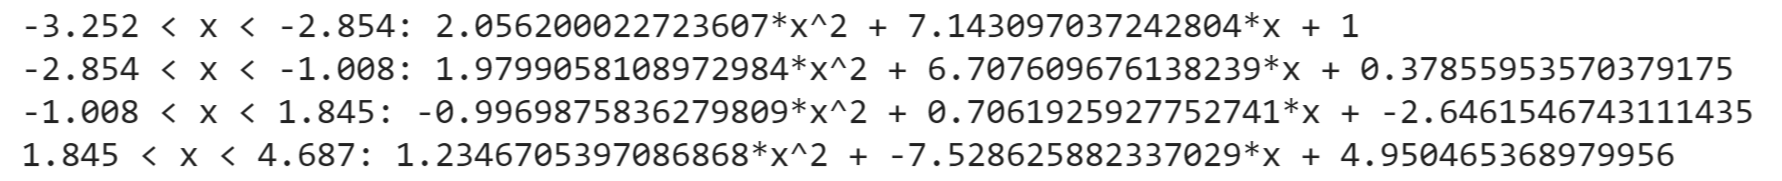 -3.252 < x < -2.854: 2.056200022723607*x^2 + 7.143097037242804*x + 1
-2.854 < x < -1.008: 1.9799058108972984*x^2 + 6.707609676138239*x + 0.37855953570379175
-1.008 < x < 1.845: -0.9969875836279809*x^2 + 0.7061925927752741*x + -2.6461546743111435
1.845 < x < 4.687: 1.2346705397086868*x^2 + -7.528625882337029*x + 4.950465368979956